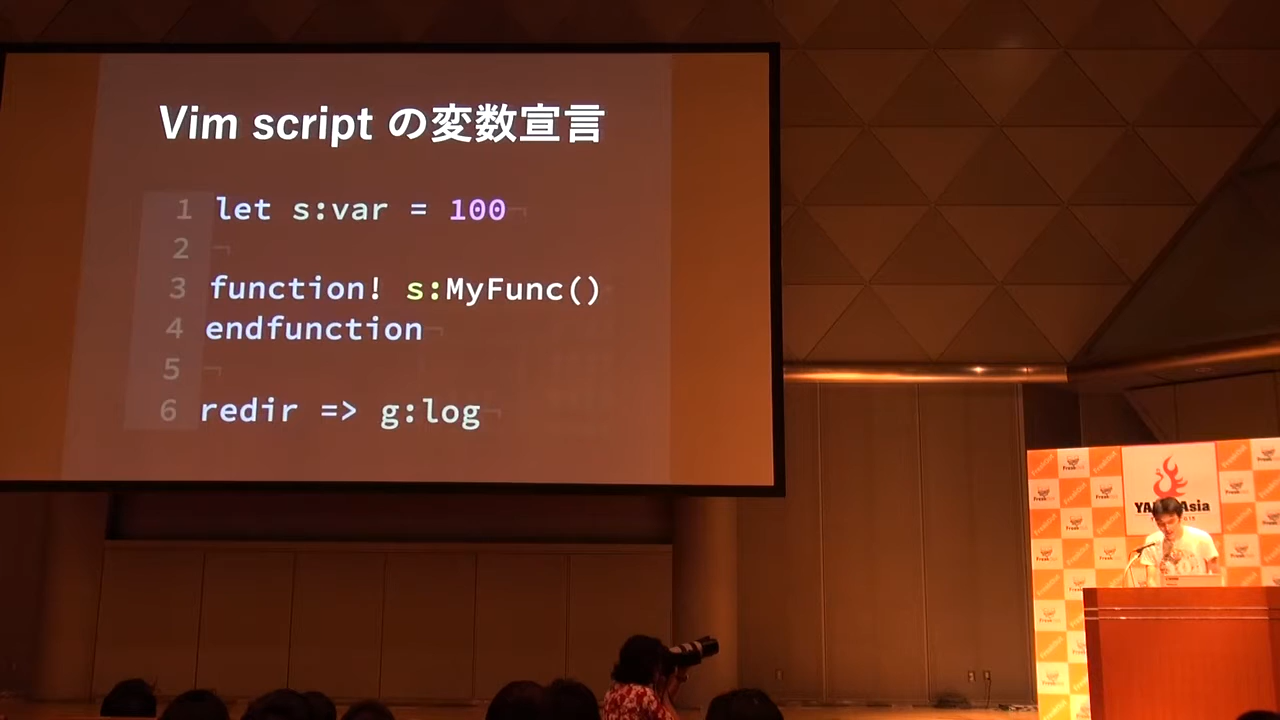 Vim script の変数宣言
1 let s:var = 100
2
3 function! s:MyFunc()
4 endfunction
5
6 redir => g:log
FreakOut